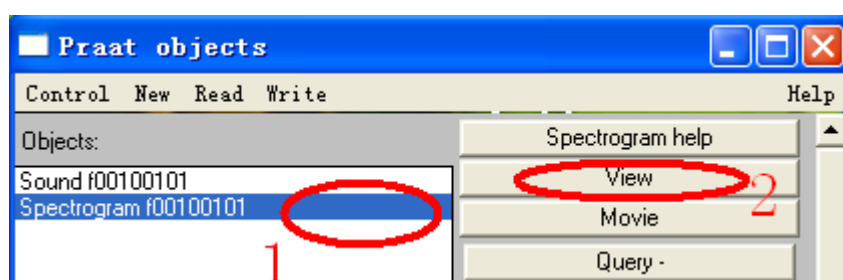 Praat objects
Control New Read Write Help
Objects:
Sound f00100101
Spectrogram f00100101
1
Spectrogram help
View
2
Movie
Query -